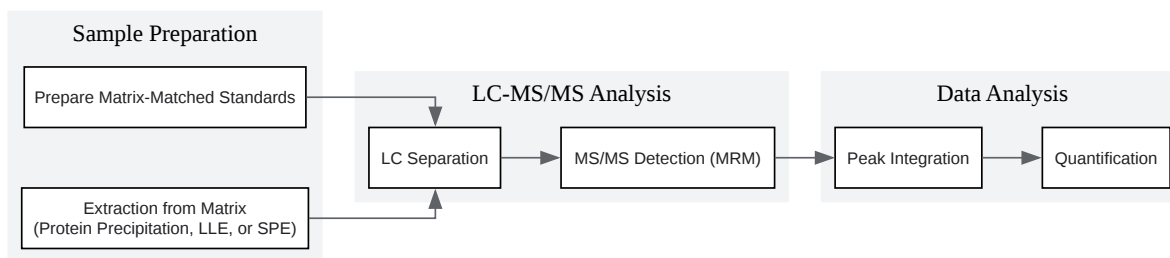 Sample Preparation
Prepare Matrix-Matched Standards
Extraction from Matrix
(Protein Precipitation, LLE, or SPE)
LC-MS/MS Analysis
LC Separation
MS/MS Detection (MRM)
Data Analysis
Peak Integration
Quantification